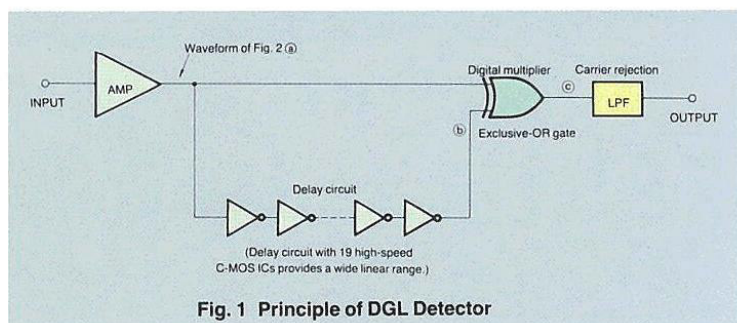 Waveform of Fig. 2 ⓐ
AMP
INPUT
Digital multiplier
Carrier rejection
ⓒ
LPF
OUTPUT
ⓑ
Exclusive-OR gate
Delay circuit
(Delay circuit with 19 high-speed
C-MOS ICs provides a wide linear range.)
Fig. 1 Principle of DGL Detector